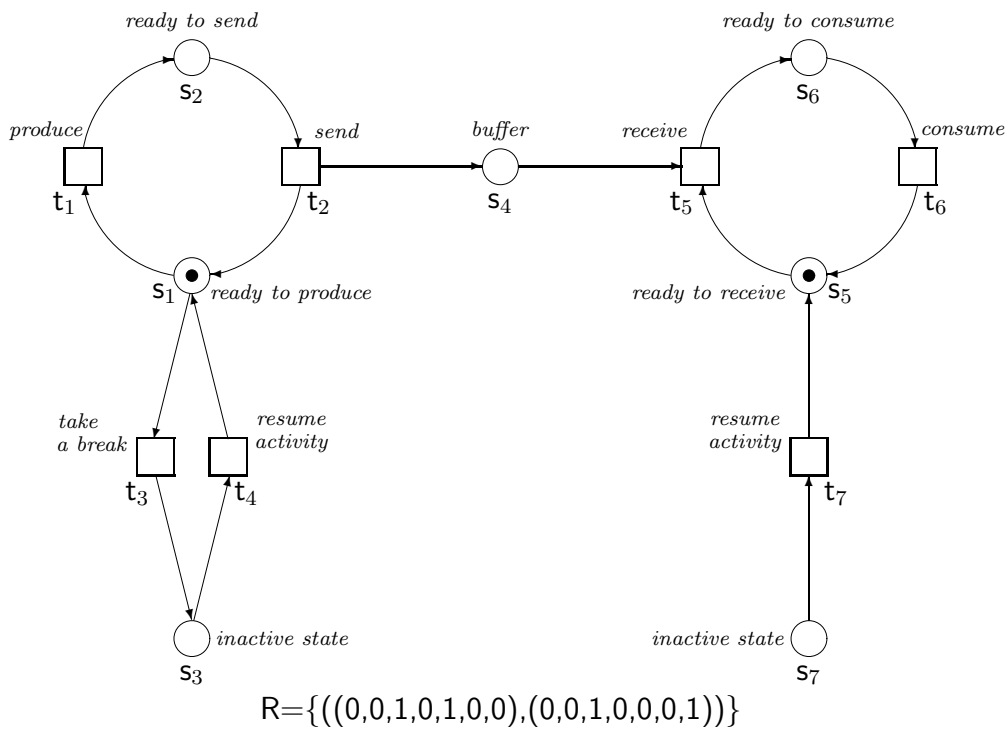 ready to send
s2
produce
t1
send
t2
s1
ready to produce
take
a break
t3
resume
activity
t4
s3
inactive state
buffer
s4
ready to consume
s6
receive
t5
consume
t6
ready to receive
s5
resume
activity
t7
inactive state
s7
R={((0,0,1,0,1,0,0),(0,0,1,0,0,0,1))}